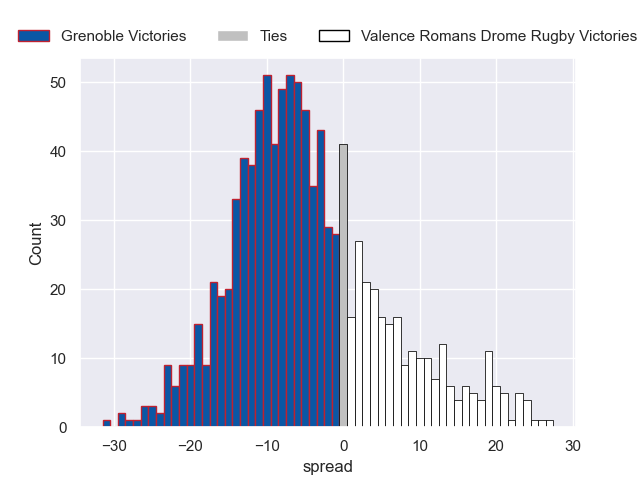 Grenoble Victories Ties Valence Romans Drome Rugby Victories
50
40
30
20
10
0
Count
−30 −20 −10 0 10 20 30
spread